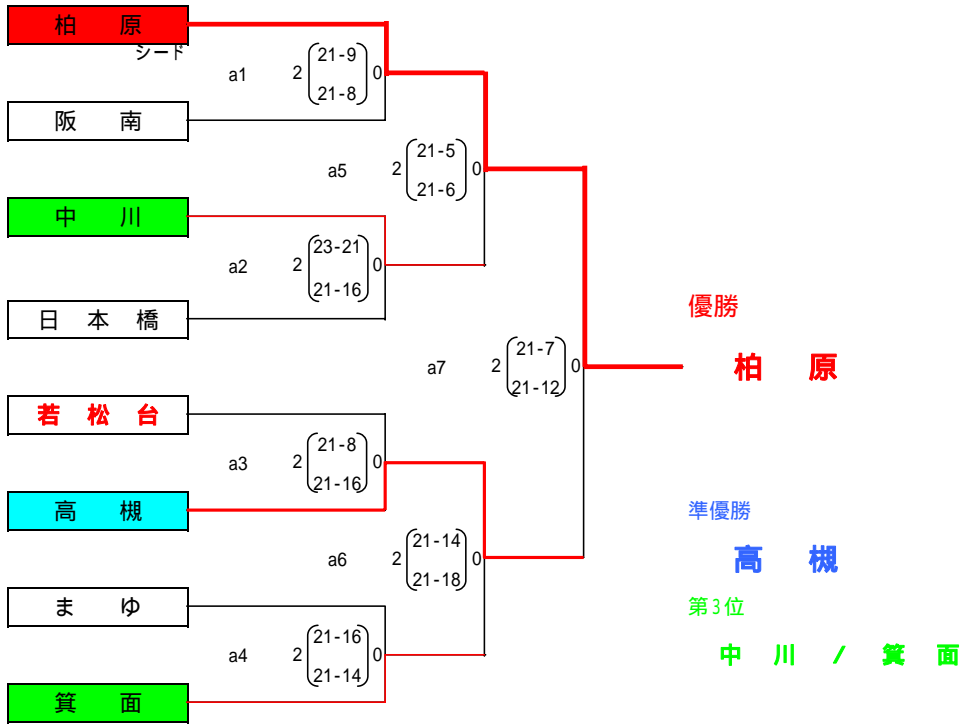 柏 原
シード
a1 2 21-9 0
21-8
阪 南
a5 2 21-5 0
21-6
中 川
a2 2 23-21 0
21-16
日 本 橋
優勝
a7 2 21-7 0
21-12
柏 原
若 松 台
a3 2 21-8 0
21-16
高 槻
準優勝
a6 2 21-14 0
21-18
高 槻
ま ゆ
第3位
a4 2 21-16 0
21-14
中 川 / 箕 面
箕 面